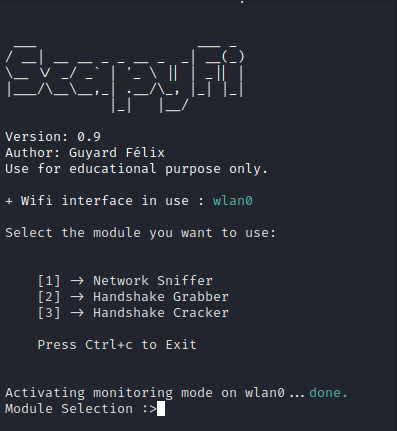 ScapyFi
Version: 0.9
Author: Guyard Félix
Use for educational purpose only.
+ Wifi interface in use : wlan0
Select the module you want to use:
[1] -> Network Sniffer
[2] -> Handshake Grabber
[3] -> Handshake Cracker
Press Ctrl+c to Exit
Activating monitoring mode on wlan0...done.
Module Selection :>